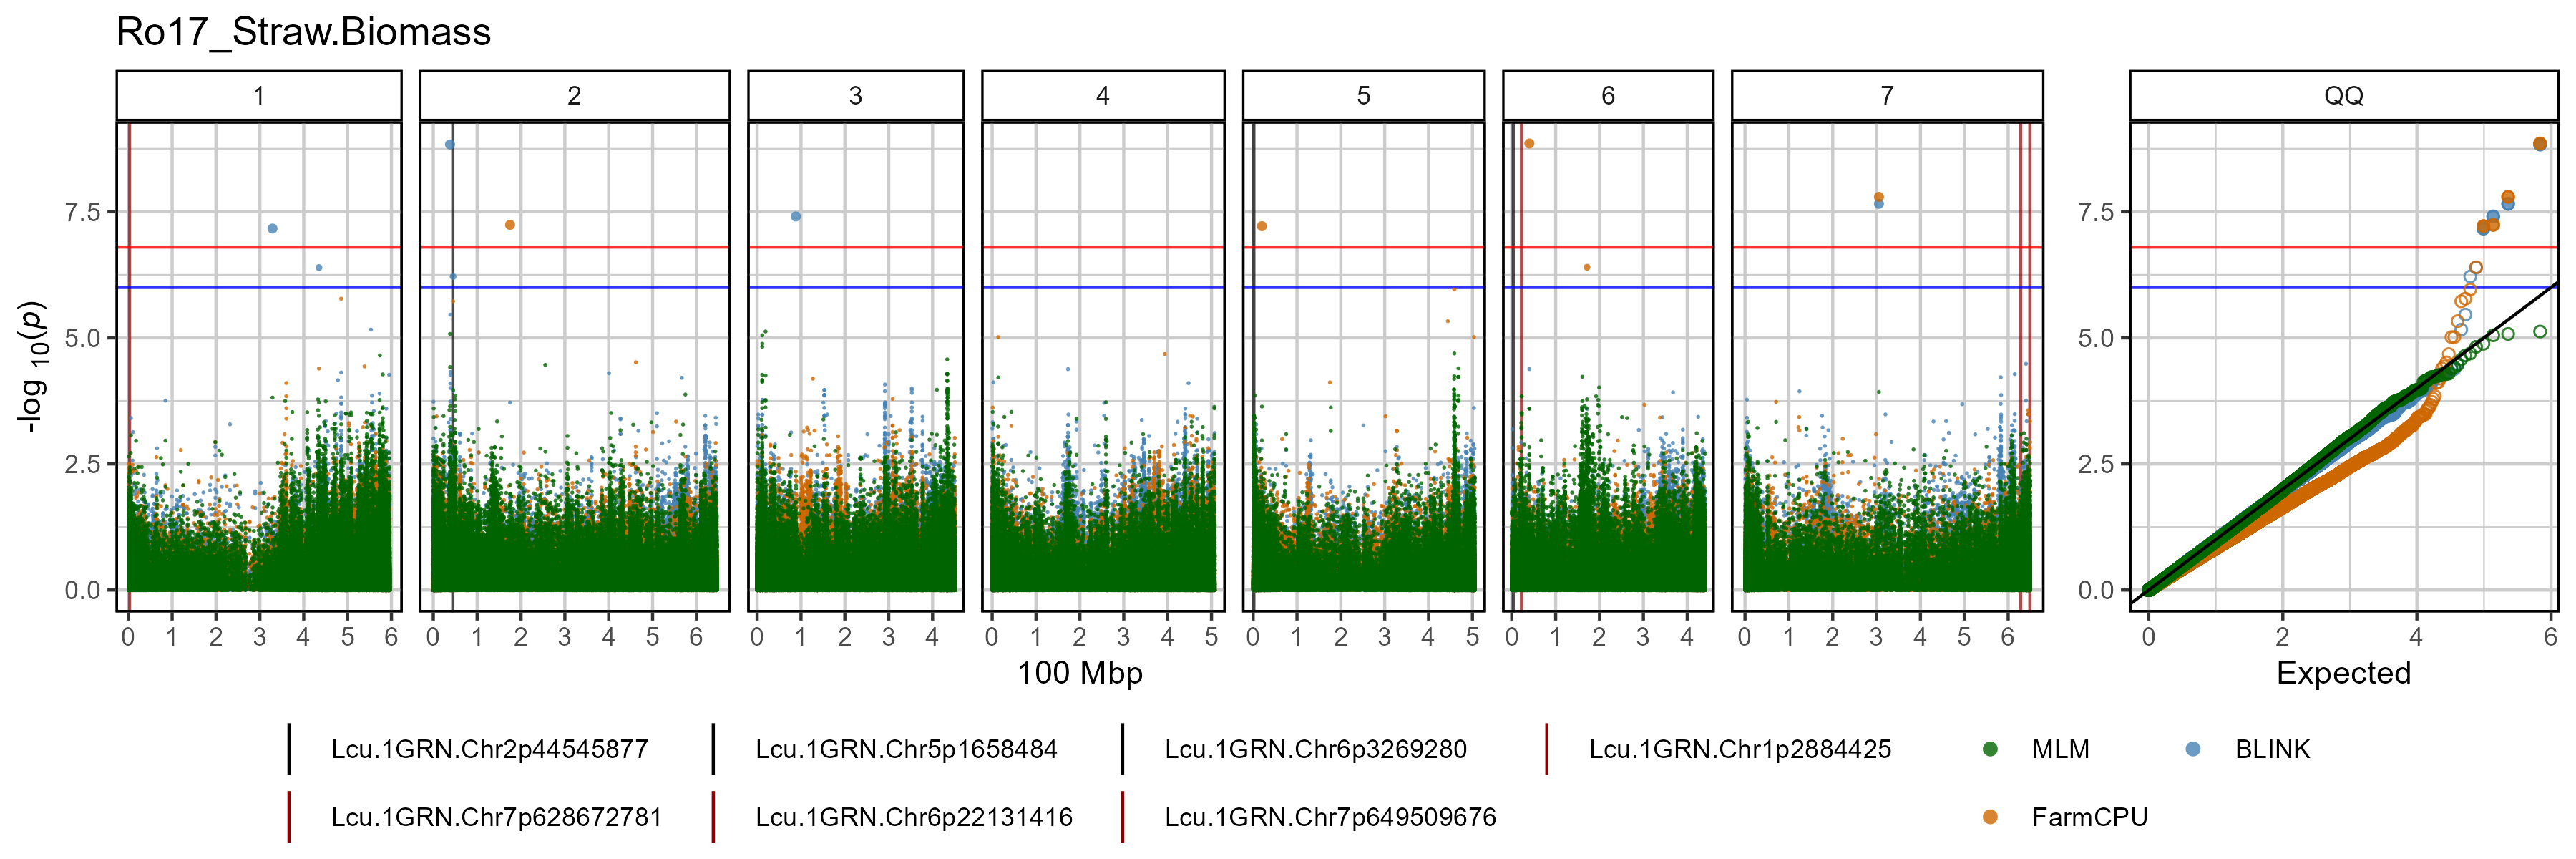 Ro17_Straw.Biomass
1 2 3 4 5 6 7 QQ
7.5 7.5
5.0 5.0
2.5 2.5
0.0 0.0
-log 10(p)
0 1 2 3 4 5 6 0 1 2 3 4 5 6 0 1 2 3 4 0 1 2 3 4 5 0 1 2 3 4 5 0 1 2 3 4 0 1 2 3 4 5 6 0 2 4 6
100 Mbp Expected
Lcu.1GRN.Chr2p44545877 Lcu.1GRN.Chr5p1658484 Lcu.1GRN.Chr6p3269280 Lcu.1GRN.Chr1p2884425 MLM BLINK
Lcu.1GRN.Chr7p628672781 Lcu.1GRN.Chr6p22131416 Lcu.1GRN.Chr7p649509676 FarmCPU